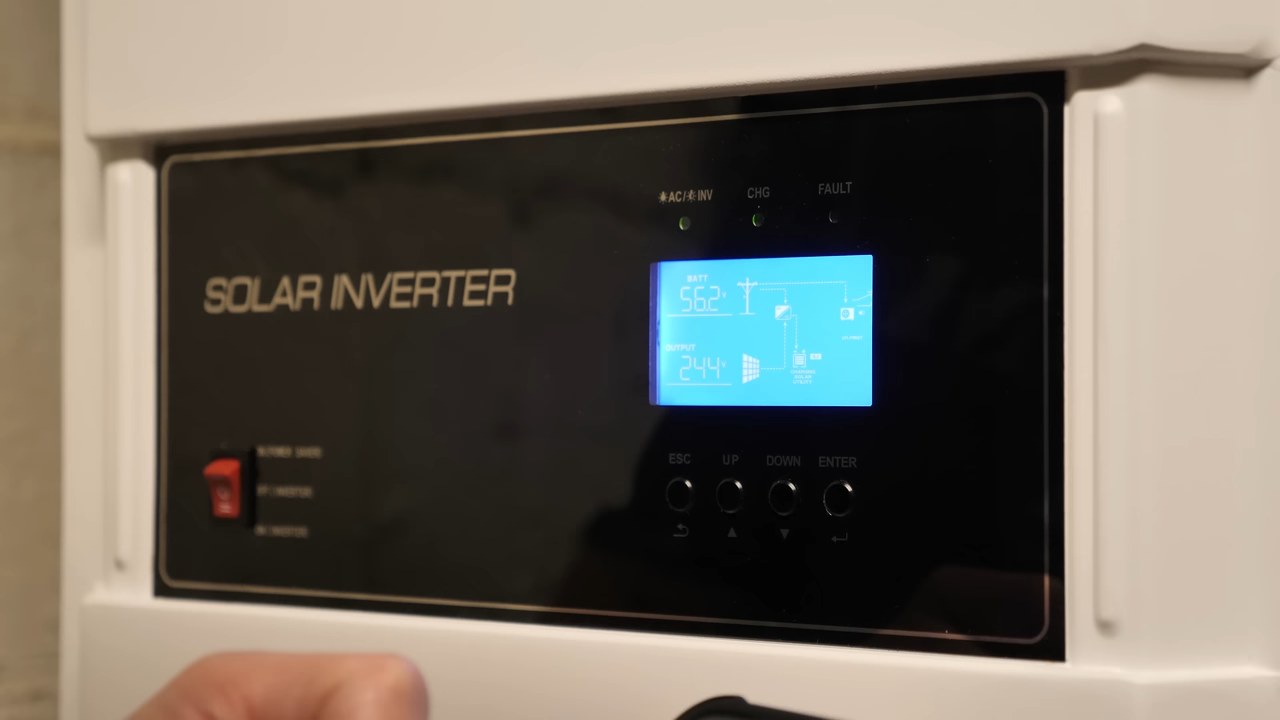 AC/ INV CHG FAULT
SOLAR INVERTER
BATT
56.2
OUTPUT
244 V
ESC UP DOWN ENTER